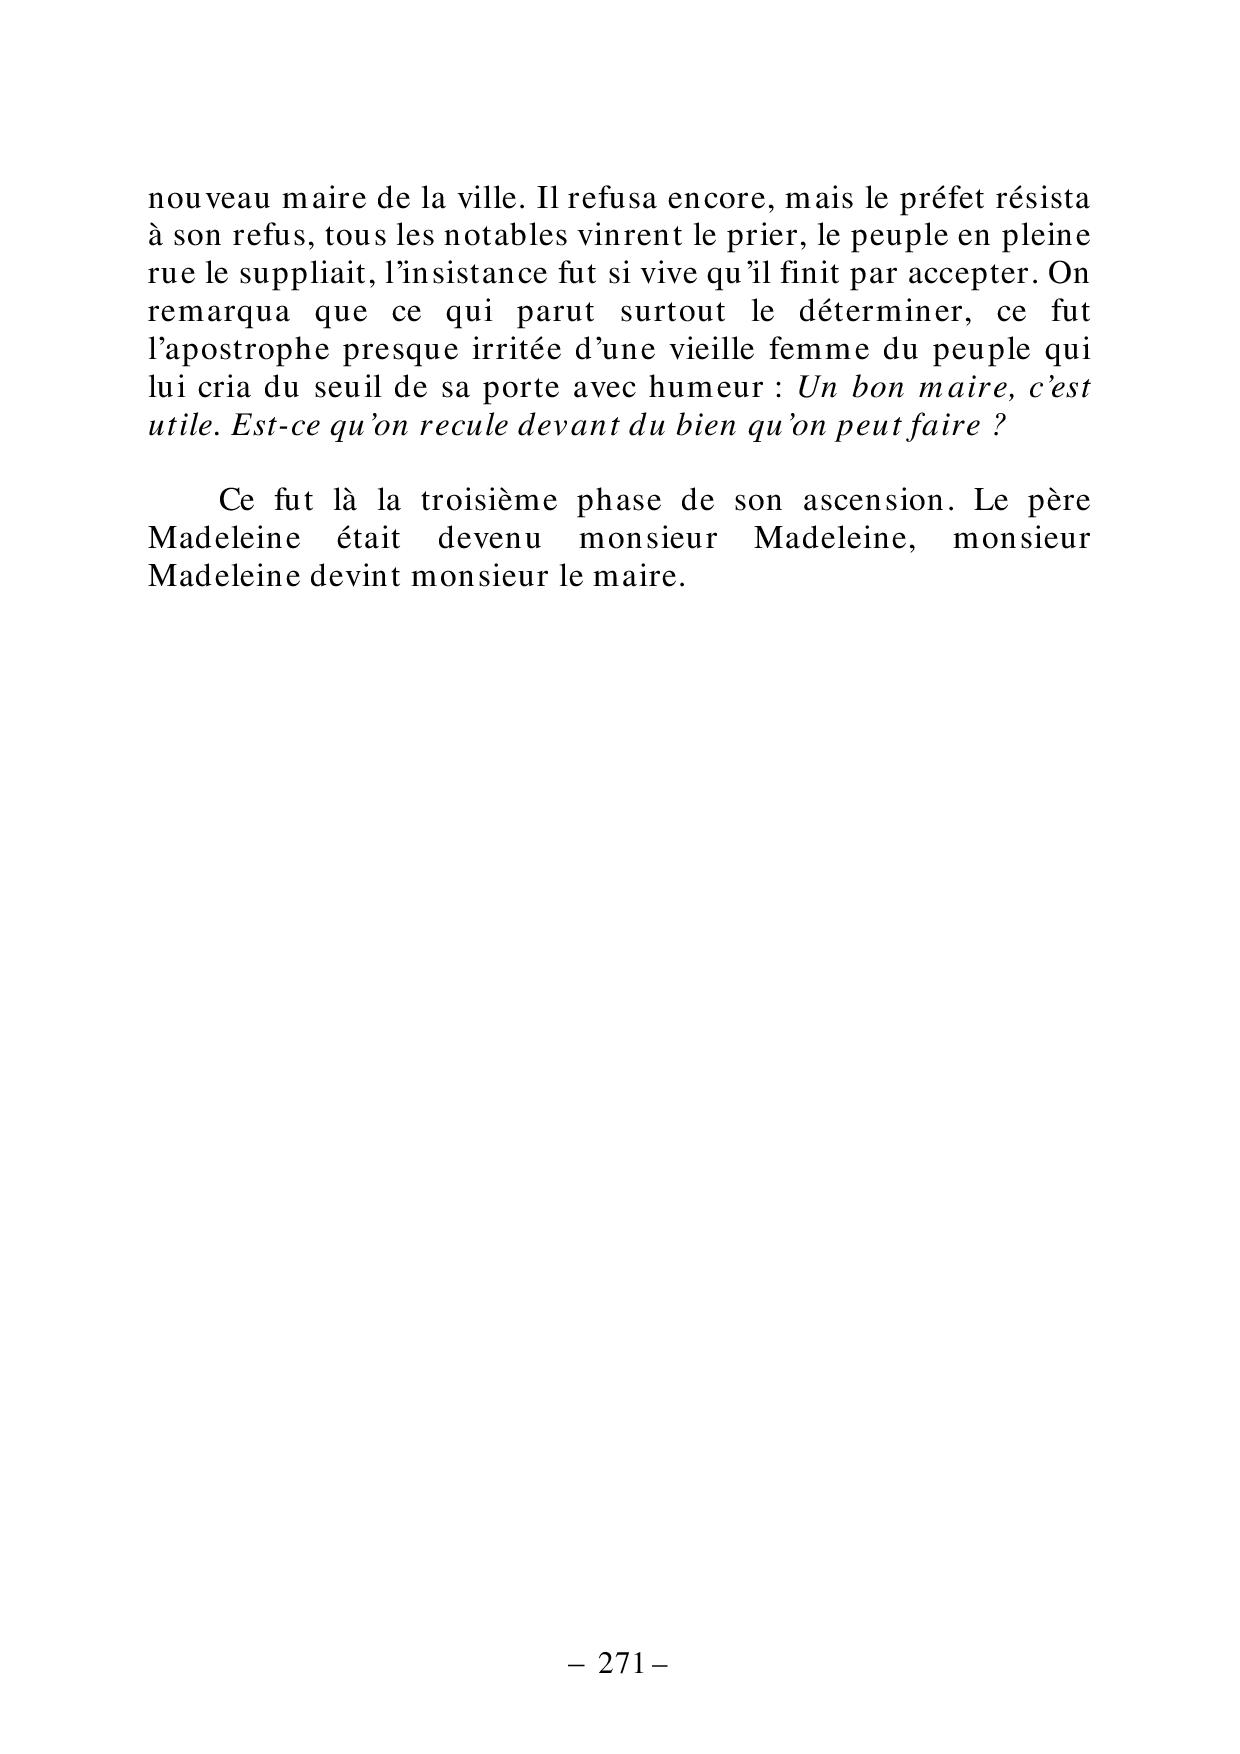 nouveau maire de la ville. Il refusa encore, mais le préfet résista
à son refus, tous les notables vinrent le prier, le peuple en pleine
rue le suppliait, l’insistance fut si vive qu’il finit par accepter. On
remarqua que ce qui parut surtout le déterminer, ce fut
l’apostrophe presque irritée d’une vieille femme du peuple qui
lui cria du seuil de sa porte avec humeur : Un bon maire, c’est
utile. Est-ce qu’on recule devant du bien qu’on peut faire ?
Ce fut là la troisième phase de son ascension. Le père
Madeleine était devenu monsieur Madeleine, monsieur
Madeleine devint monsieur le maire.
– 271 –